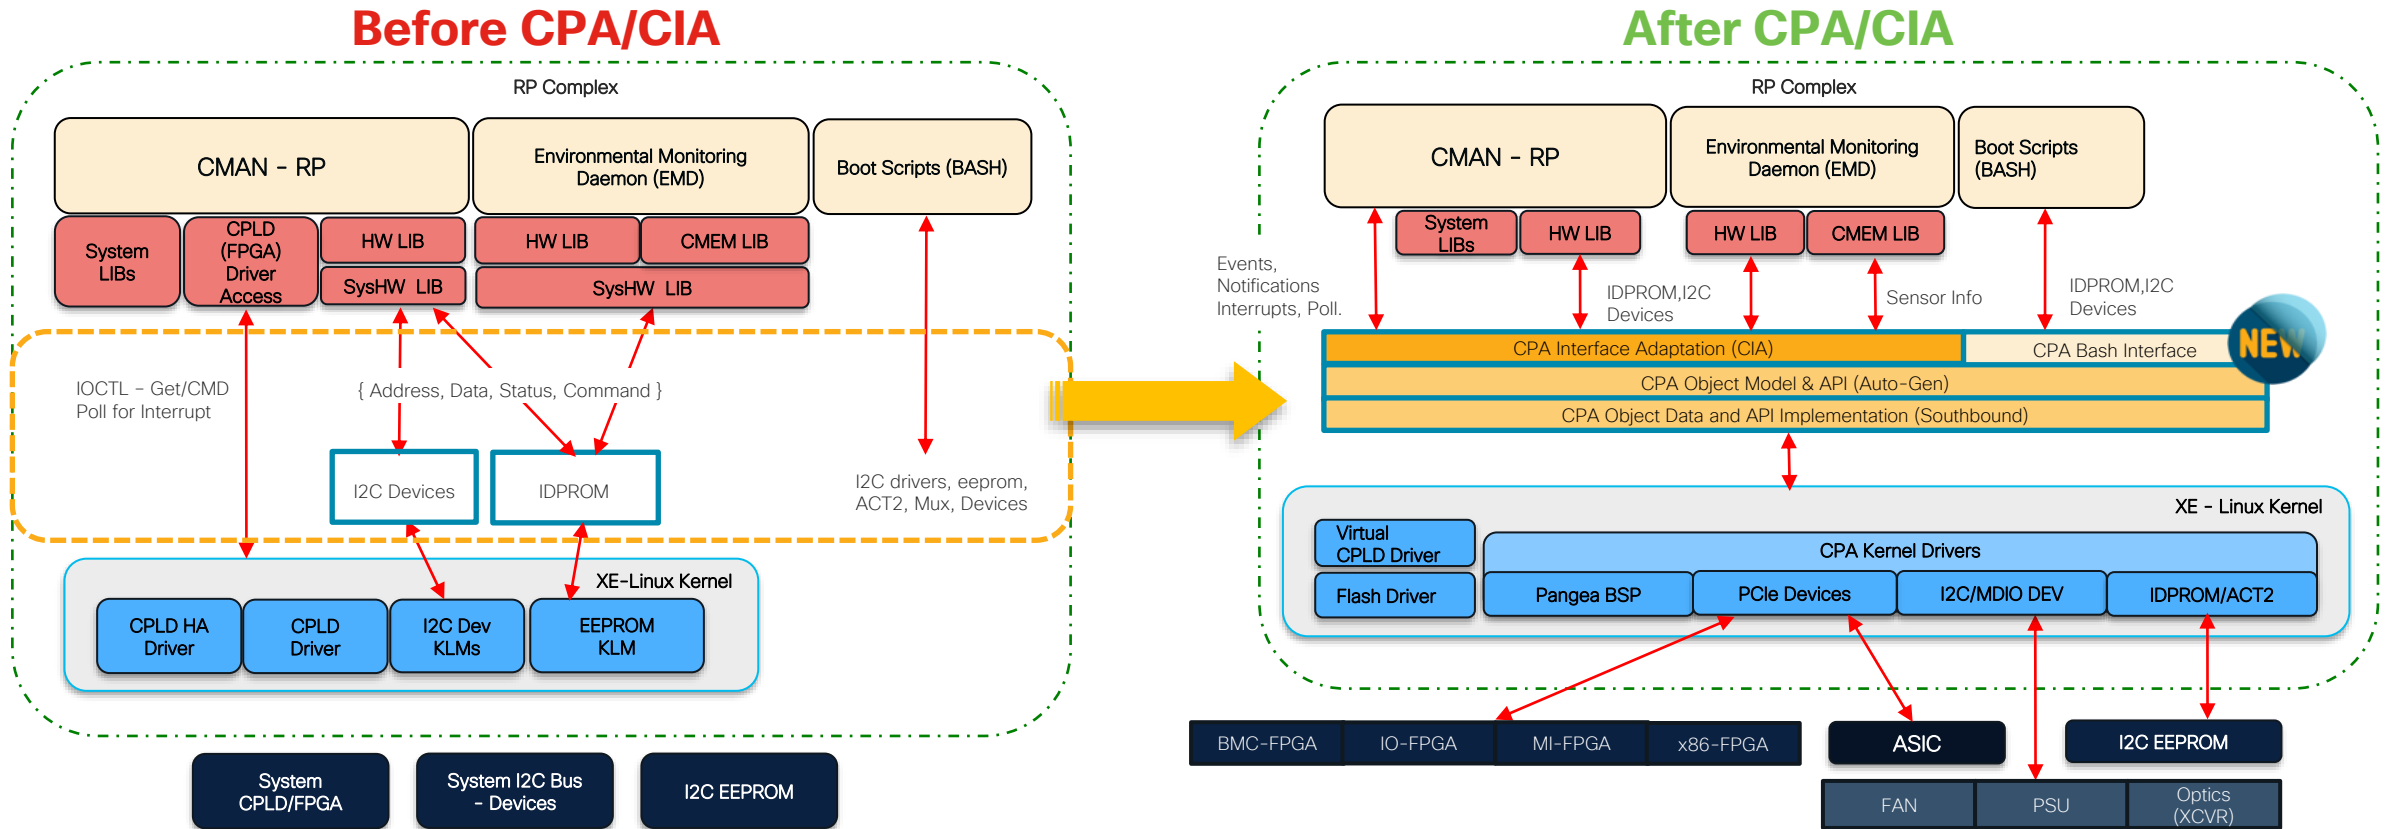 Before CPA/CIA
RP Complex
CMAN - RP
Environmental Monitoring
Daemon (EMD)
Boot Scripts (BASH)
System
LIBs
CPLD
(FPGA)
Driver
Access
HW LIB
SysHW LIB
HW LIB
CMEM LIB
SysHW LIB
IOCTL – Get/CMD
Poll for Interrupt
{ Address, Data, Status, Command }
I2C Devices
IDPROM
I2C drivers, eeprom,
ACT2, Mux, Devices
XE-Linux Kernel
CPLD HA
Driver
CPLD
Driver
I2C Dev
KLMs
EEPROM
KLM
System
CPLD/FPGA
System I2C Bus
- Devices
I2C EEPROM
After CPA/CIA
RP Complex
CMAN - RP
Environmental Monitoring
Daemon (EMD)
Boot Scripts
(BASH)
System
LIBs
HW LIB
HW LIB
CMEM LIB
Events,
Notifications
Interrupts, Poll.
IDPROM,I2C
Devices
Sensor Info
IDPROM,I2C
Devices
NEW
CPA Interface Adaptation (CIA)
CPA Bash Interface
CPA Object Model & API (Auto-Gen)
CPA Object Data and API Implementation (Southbound)
XE - Linux Kernel
Virtual
CPLD Driver
CPA Kernel Drivers
Flash Driver
Pangea BSP
PCIe Devices
I2C/MDIO DEV
IDPROM/ACT2
BMC-FPGA
IO-FPGA
MI-FPGA
x86-FPGA
ASIC
I2C EEPROM
FAN
PSU
Optics
(XCVR)